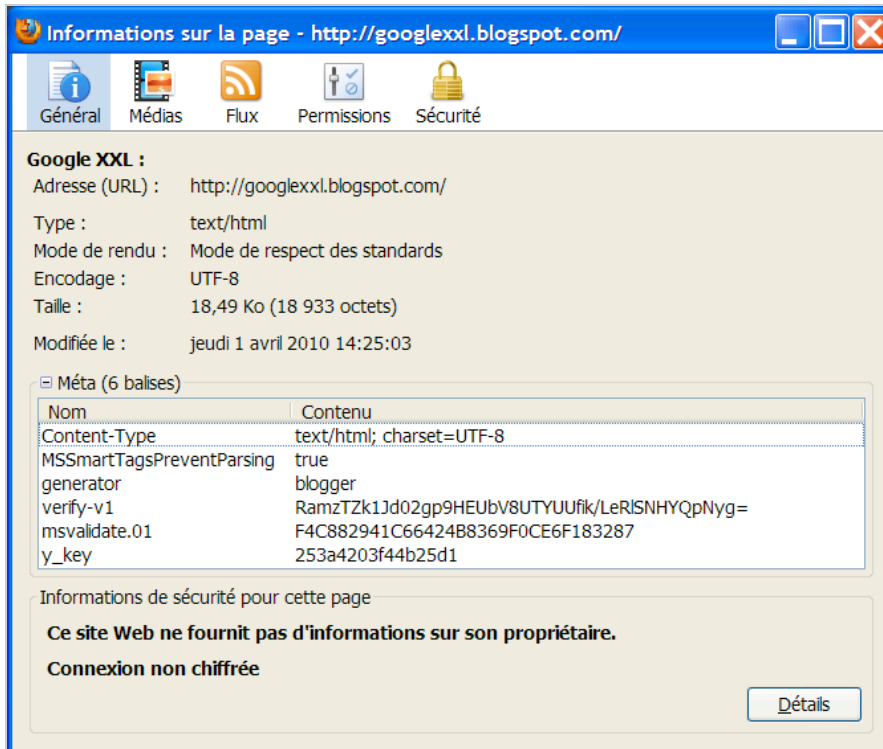 Informations sur la page - http://googlexxl.blogspot.com/
Général Médias Flux Permissions Sécurité
Google XXL :
Adresse (URL) : http://googlexxl.blogspot.com/
Type : text/html
Mode de rendu : Mode de respect des standards
Encodage : UTF-8
Taille : 18,49 Ko (18 933 octets)
Modifiée le : jeudi 1 avril 2010 14:25:03
Méta (6 balises)
Nom Contenu
Content-Type text/html; charset=UTF-8
MSSmartTagsPreventParsing true
generator blogger
verify-v1 RamzTZk1Jd02gp9HEUbV8UTYUUfik/LeRlSNHYQpNyg=
msvalidate.01 F4C882941C66424B8369F0CE6F183287
y_key 253a4203f44b25d1
Informations de sécurité pour cette page
Ce site Web ne fournit pas d'informations sur son propriétaire.
Connexion non chiffrée
Détails